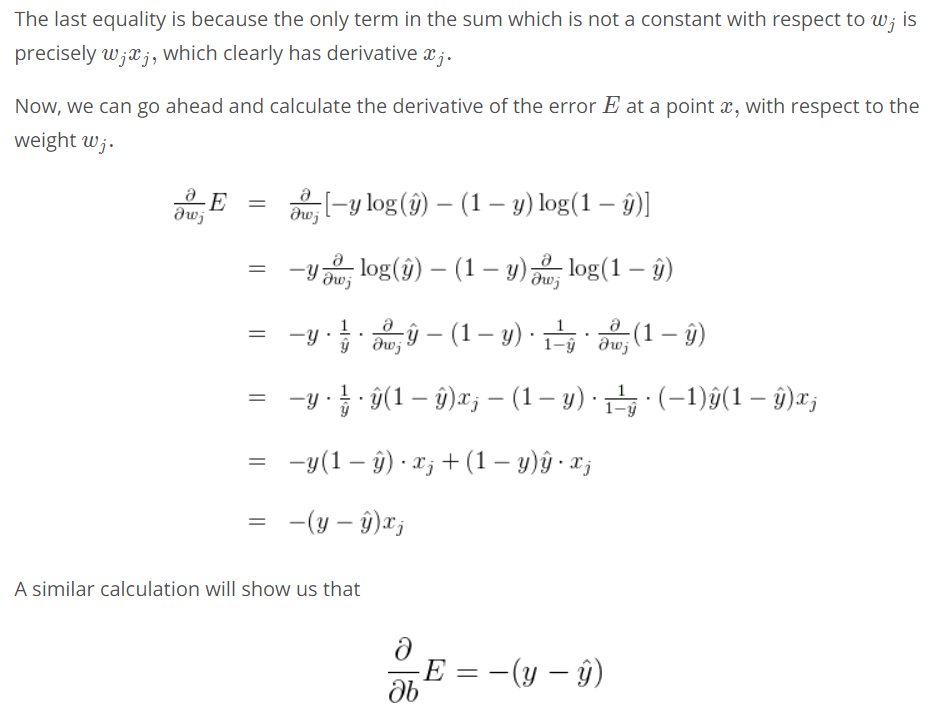 The last equality is because the only term in the sum which is not a constant with respect to $w_j$ is
precisely $w_j x_j$, which clearly has derivative $x_j$.
Now, we can go ahead and calculate the derivative of the error $E$ at a point $x$, with respect to the
weight $w_j$.
$\frac{\partial}{\partial w_j} E = \frac{\partial}{\partial w_j} [-y \log(\hat{y}) - (1 - y) \log(1 - \hat{y})]$
$= -y \frac{\partial}{\partial w_j} \log(\hat{y}) - (1 - y) \frac{\partial}{\partial w_j} \log(1 - \hat{y})$
$= -y \cdot \frac{1}{\hat{y}} \cdot \frac{\partial}{\partial w_j} \hat{y} - (1 - y) \cdot \frac{1}{1 - \hat{y}} \cdot \frac{\partial}{\partial w_j} (1 - \hat{y})$
$= -y \cdot \frac{1}{\hat{y}} \cdot \hat{y}(1 - \hat{y}) x_j - (1 - y) \cdot \frac{1}{1 - \hat{y}} \cdot (-1) \hat{y}(1 - \hat{y}) x_j$
$= -y(1 - \hat{y}) \cdot x_j + (1 - y) \hat{y} \cdot x_j$
$= -(y - \hat{y}) x_j$
A similar calculation will show us that
$\frac{\partial}{\partial b} E = -(y - \hat{y})$